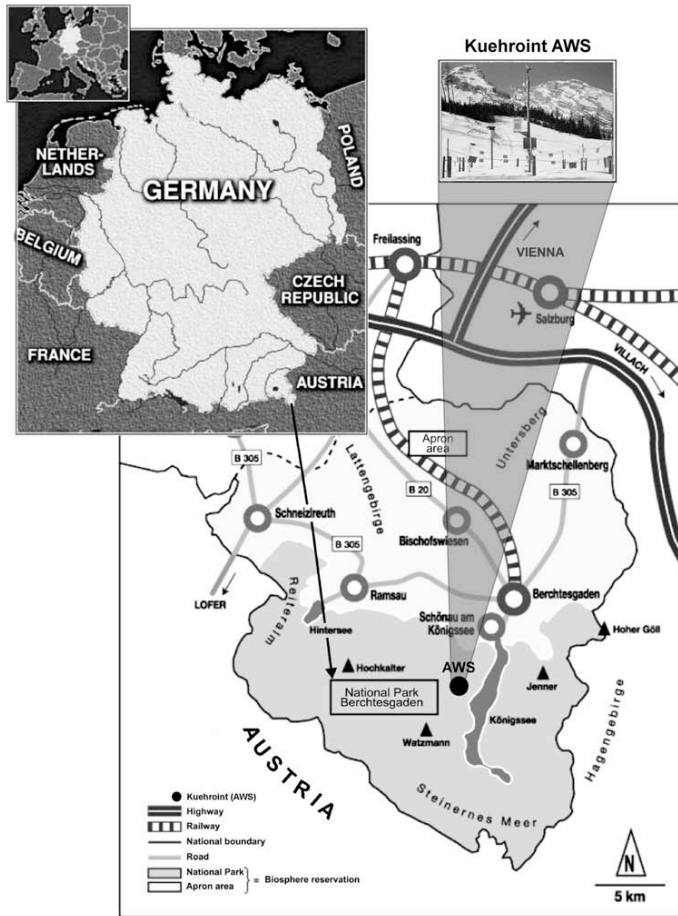 Kuehroint AWS
NETHER-
LANDS
POLAND
GERMANY
BELGIUM
CZECH
REPUBLIC
FRANCE
AUSTRIA
Freilassing
VIENNA
Salzburg
VILLACH
Apron
area
Untersberg
Marktschellenberg
B 305
Lattengebirge
B 20
B 305
Schneizlreuth
Bischofswiesen
B 305
Reiteralm
LOFER
Ramsau
Berchtesgaden
Hintersee
Schönau am
Königssee
Hoher Göll
Hochkalter
AWS
Jenner
National Park
Berchtesgaden
Königssee
Watzmann
Hagengebirge
AUSTRIA
Steinernes Meer
Kuehroint (AWS)
Highway
Railway
National boundary
Road
National Park
Apron area
= Biosphere reservation
N
5 km